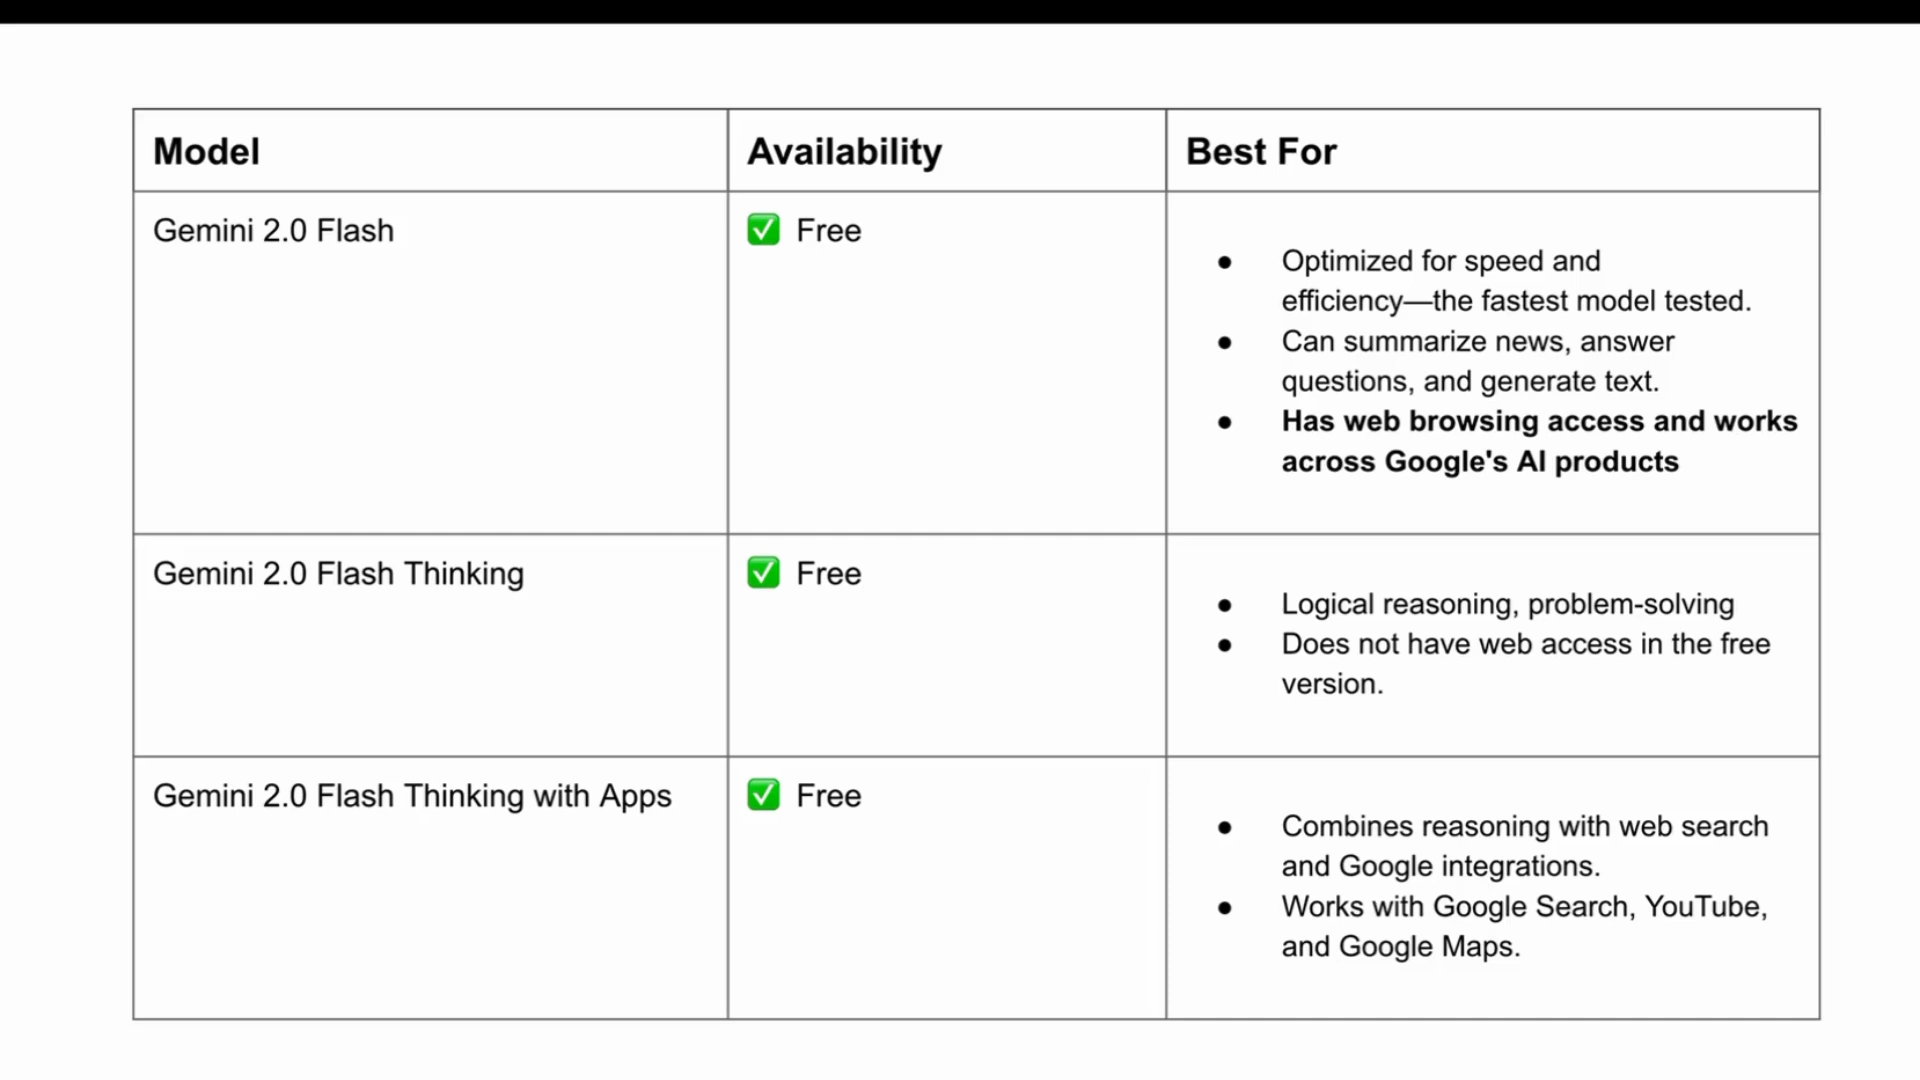 Model
Availability
Best For
Gemini 2.0 Flash
✅ Free
● Optimized for speed and
efficiency—the fastest model tested.
● Can summarize news, answer
questions, and generate text.
● Has web browsing access and works
across Google's AI products
Gemini 2.0 Flash Thinking
✅ Free
● Logical reasoning, problem-solving
● Does not have web access in the free
version.
Gemini 2.0 Flash Thinking with Apps
✅ Free
● Combines reasoning with web search
and Google integrations.
● Works with Google Search, YouTube,
and Google Maps.